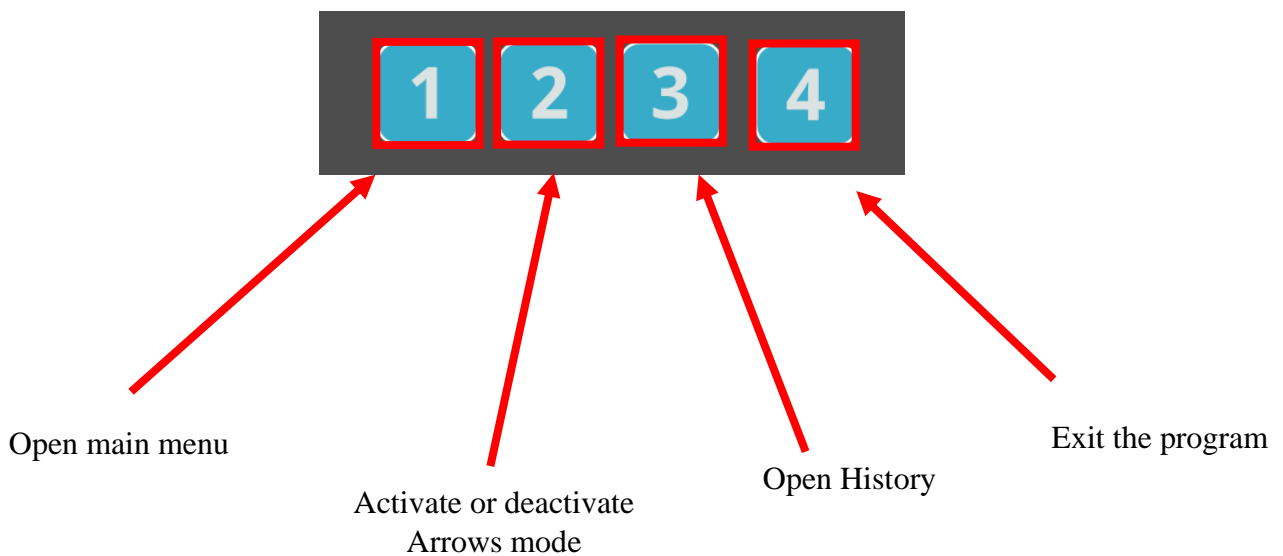 1 2 3 4
Open main menu
Activate or deactivate
Arrows mode
Open History
Exit the program